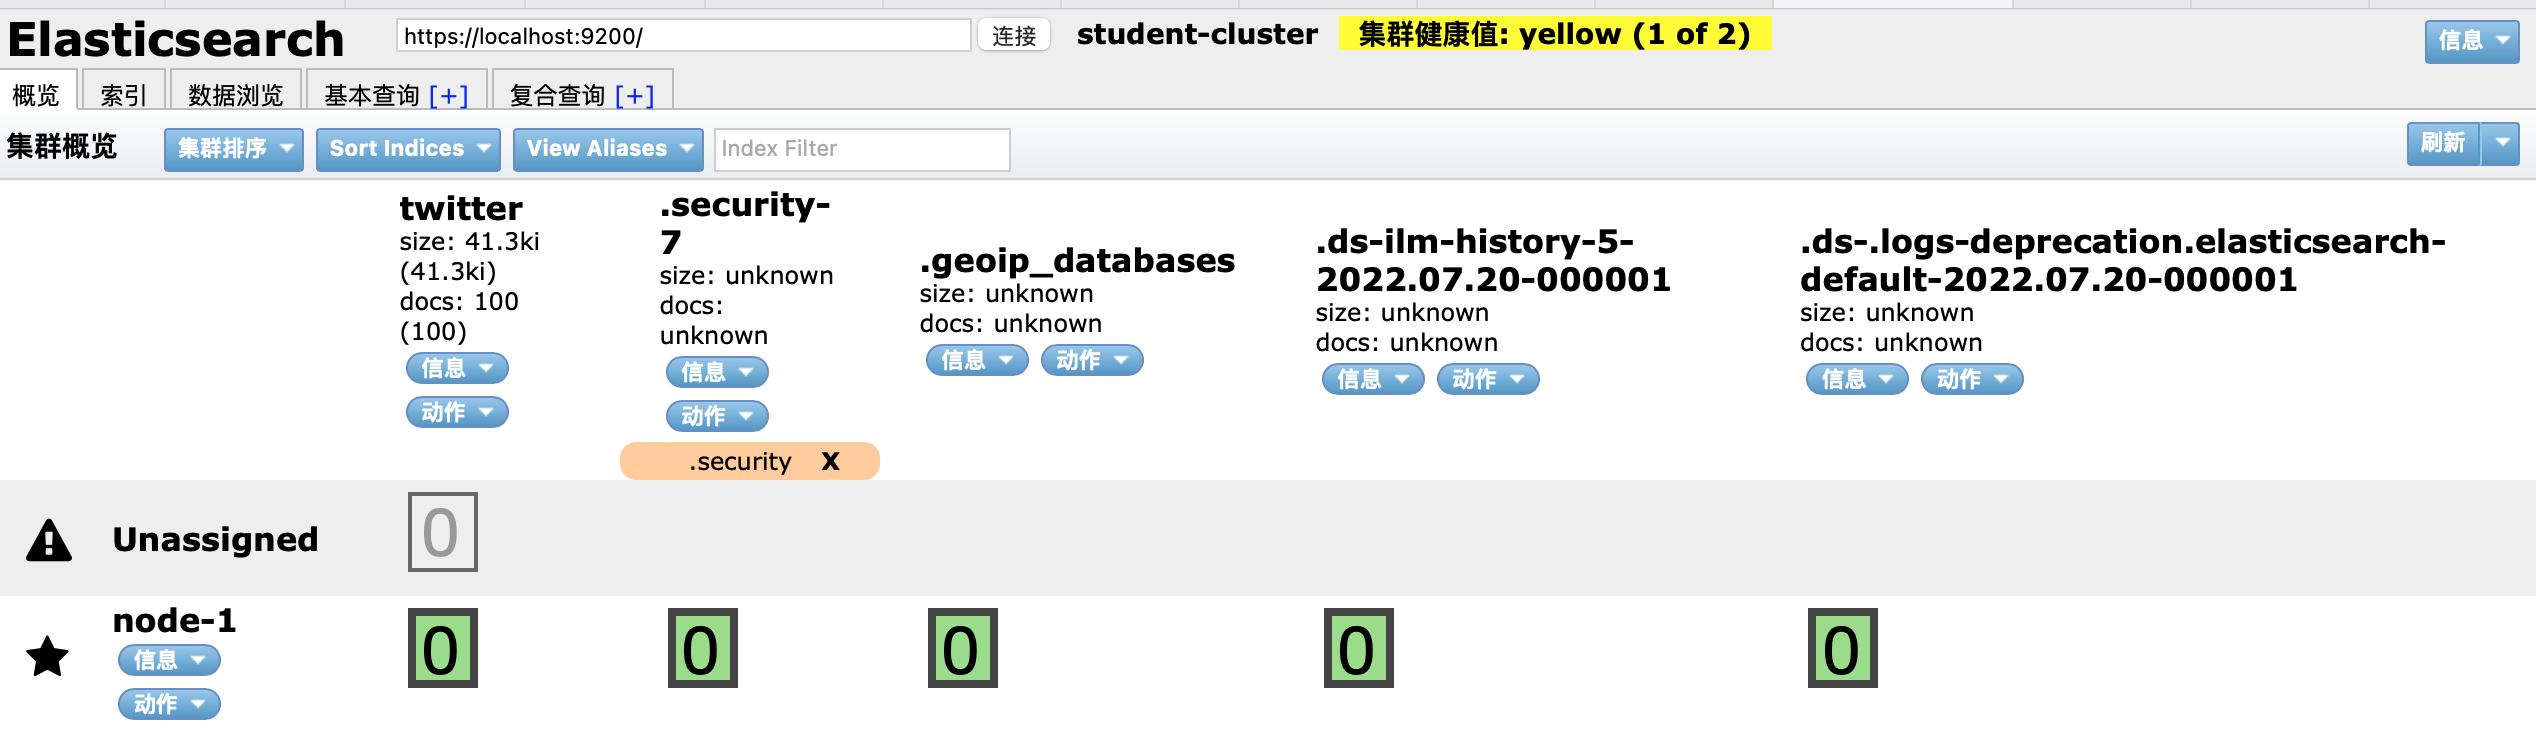 Elasticsearch
https://localhost:9200/
连接
student-cluster
集群健康值: yellow (1 of 2)
信息
概览
索引
数据浏览
基本查询 [+]
复合查询 [+]
集群概览
集群排序
Sort Indices
View Aliases
Index Filter
刷新
twitter
size: 41.3ki
(41.3ki)
docs: 100
(100)
信息
动作
.security-
7
size: unknown
docs:
unknown
信息
动作
.security X
.geoip_databases
size: unknown
docs: unknown
信息 动作
.ds-ilm-history-5-
2022.07.20-000001
size: unknown
docs: unknown
信息 动作
.ds-.logs-deprecation.elasticsearch-
default-2022.07.20-000001
size: unknown
docs: unknown
信息 动作
Unassigned
0
node-1
信息
动作
0
0
0
0
0